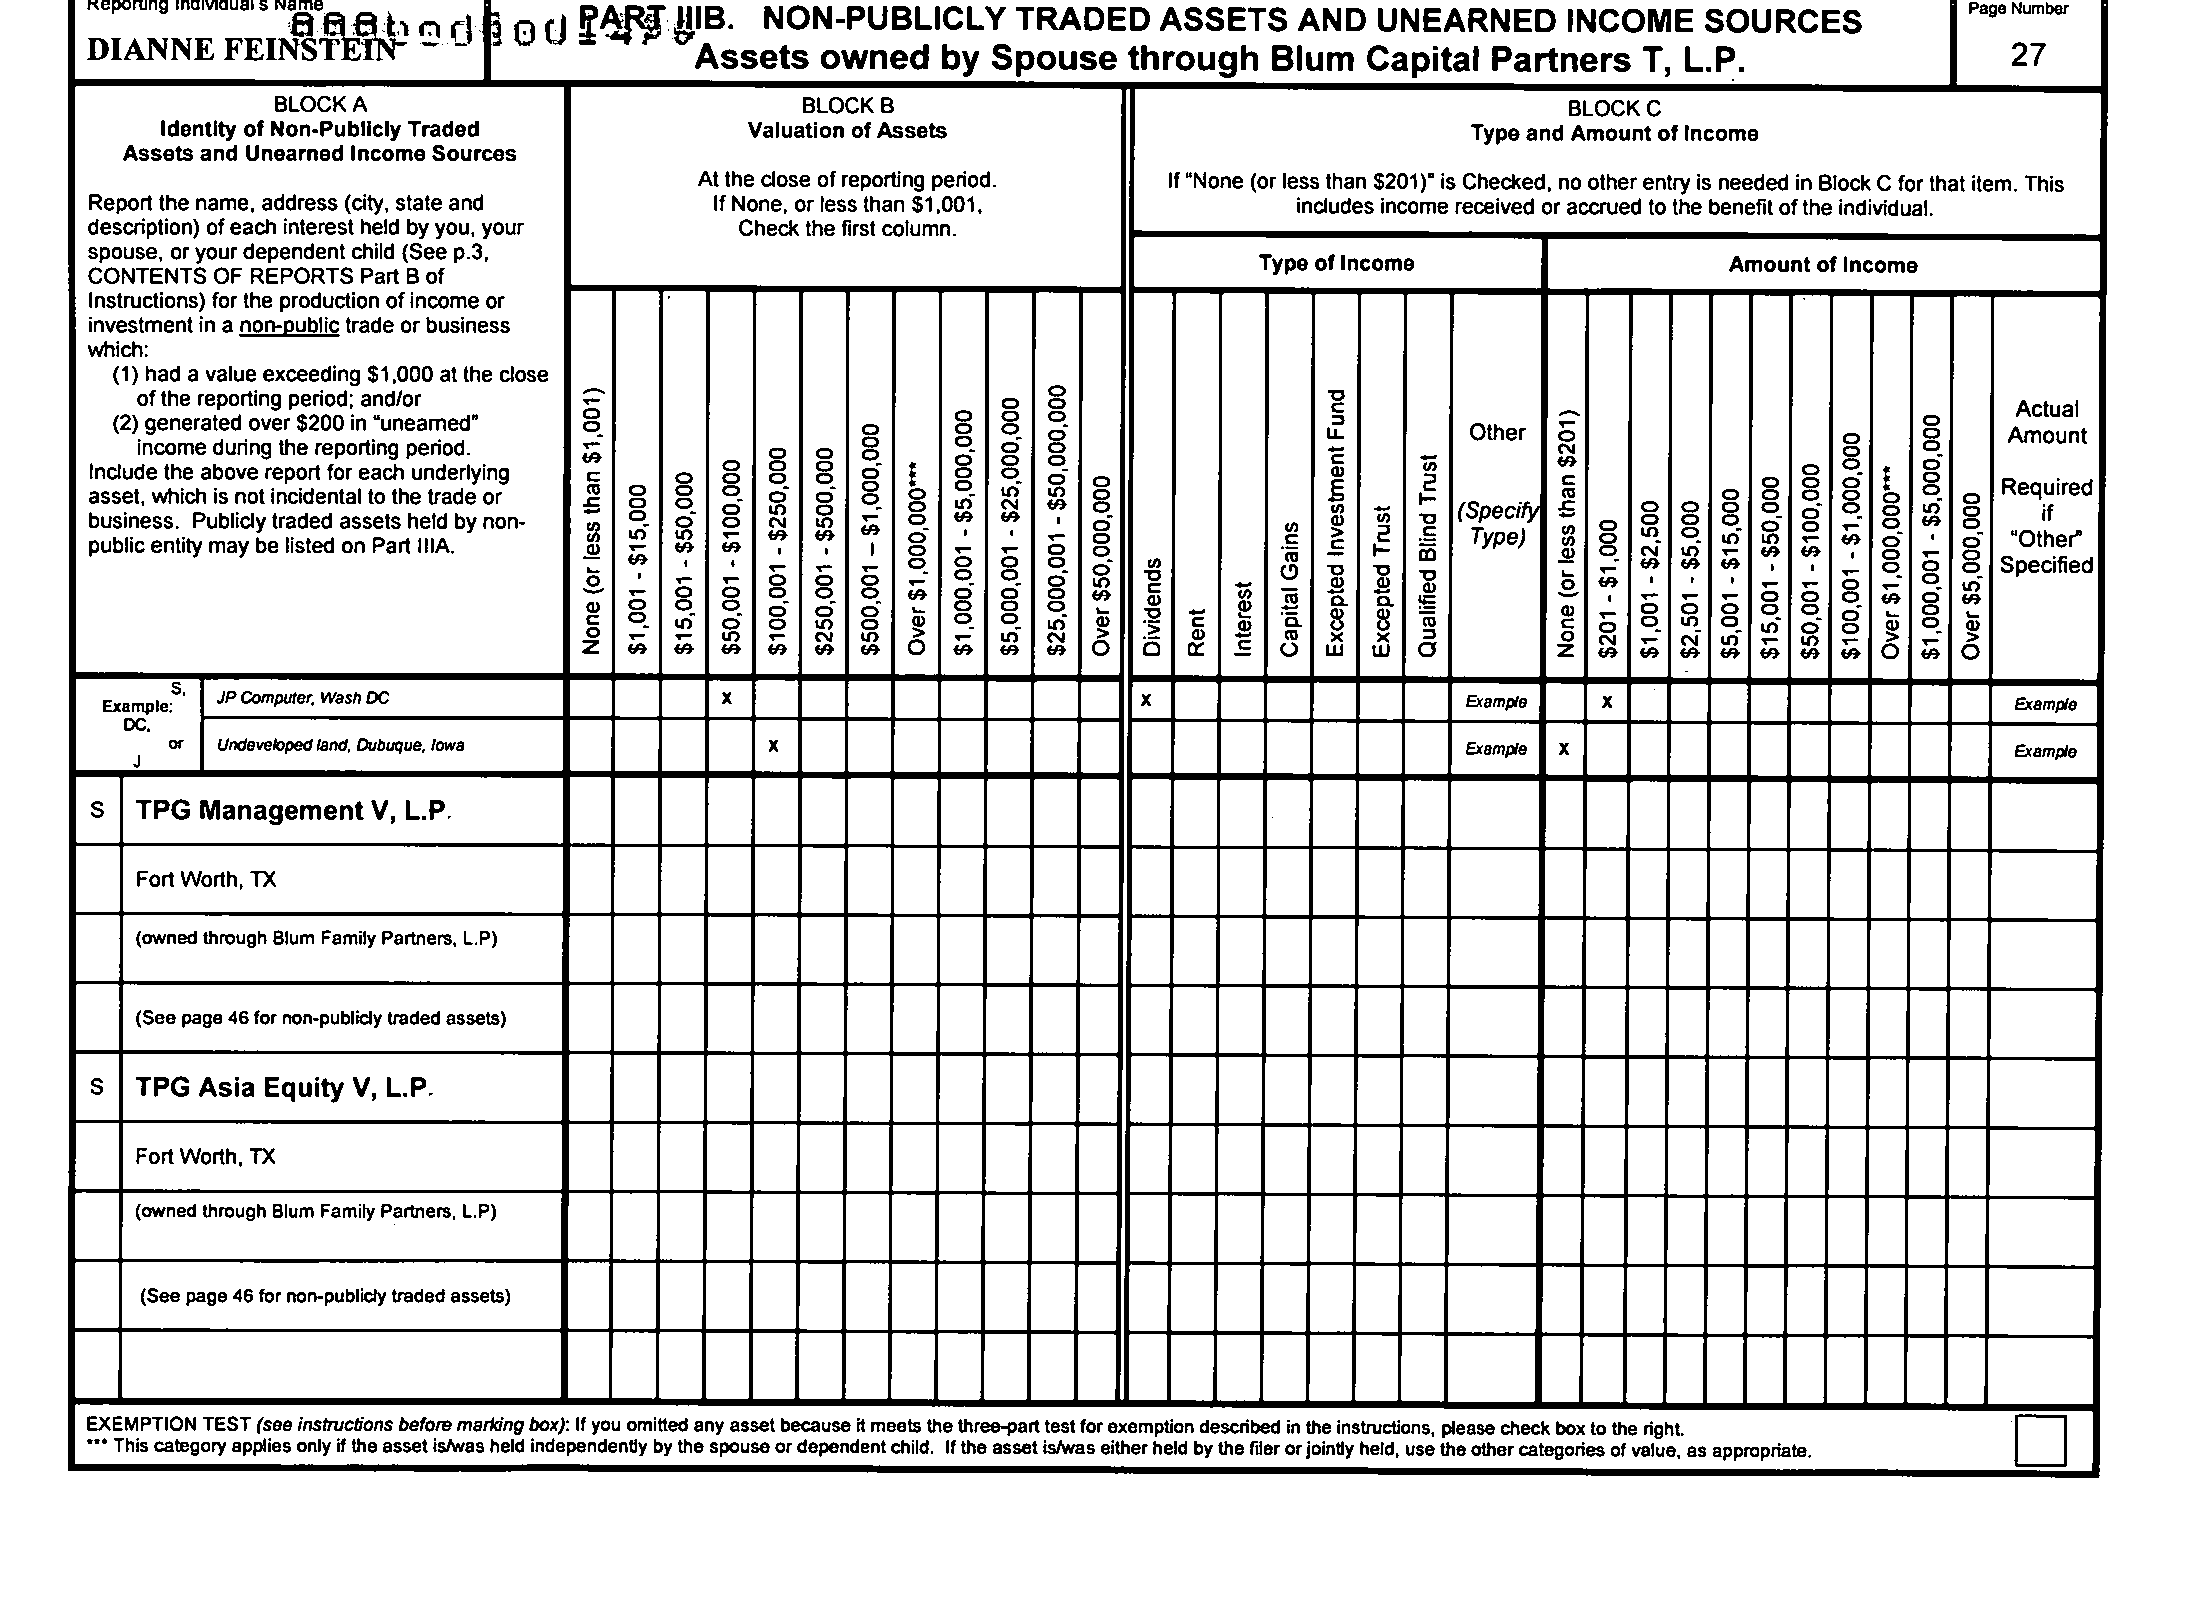 Reporting Individual's Name
DIANNE FEINSTEIN
PART IIIB. NON-PUBLICLY TRADED ASSETS AND UNEARNED INCOME SOURCES
Assets owned by Spouse through Blum Capital Partners T, L.P.
Page Number
27
BLOCK A
Identity of Non-Publicly Traded
Assets and Unearned Income Sources
Report the name, address (city, state and
description) of each interest held by you, your
spouse, or your dependent child (See p.3,
CONTENTS OF REPORTS Part B of
Instructions) for the production of income or
investment in a non-public trade or business
which:
(1) had a value exceeding $1,000 at the close
of the reporting period; and/or
(2) generated over $200 in "unearned"
income during the reporting period.
Include the above report for each underlying
asset, which is not incidental to the trade or
business. Publicly traded assets held by non-
public entity may be listed on Part IIIA.
BLOCK B
Valuation of Assets
At the close of reporting period.
If None, or less than $1,001,
Check the first column.
None (or less than $1,001)
$1,001 - $15,000
$15,001 - $50,000
$50,001 - $100,000
$100,001 - $250,000
$250,001 - $500,000
$500,001 – $1,000,000
Over $1,000,000***
$1,000,001 - $5,000,000
$5,000,001 - $25,000,000
$25,000,001 - $50,000,000
Over $50,000,000
BLOCK C
Type and Amount of Income
If "None (or less than $201)" is Checked, no other entry is needed in Block C for that item. This
includes income received or accrued to the benefit of the individual.
Type of Income
Dividends
Rent
Interest
Capital Gains
Excepted Investment Fund
Excepted Trust
Qualified Blind Trust
Other
(Specify
Type)
Amount of Income
None (or less than $201)
$201 - $1,000
$1,001 - $2,500
$2,501 - $5,000
$5,001 - $15,000
$15,001 - $50,000
$50,001 - $100,000
$100,001 - $1,000,000
Over $1,000,000***
$1,000,001 - $5,000,000
Over $5,000,000
Actual
Amount
Required
if
"Other"
Specified
Example:
S,
DC,
or
J
JP Computer, Wash DC X X Example X Example
Undeveloped land, Dubuque, Iowa X Example X Example
S TPG Management V, L.P.
Fort Worth, TX
(owned through Blum Family Partners, L.P)
(See page 46 for non-publicly traded assets)
S TPG Asia Equity V, L.P.
Fort Worth, TX
(owned through Blum Family Partners, L.P)
(See page 46 for non-publicly traded assets)
EXEMPTION TEST (see instructions before marking box): If you omitted any asset because it meets the three-part test for exemption described in the instructions, please check box to the right.
*** This category applies only if the asset is/was held independently by the spouse or dependent child. If the asset is/was either held by the filer or jointly held, use the other categories of value, as appropriate.